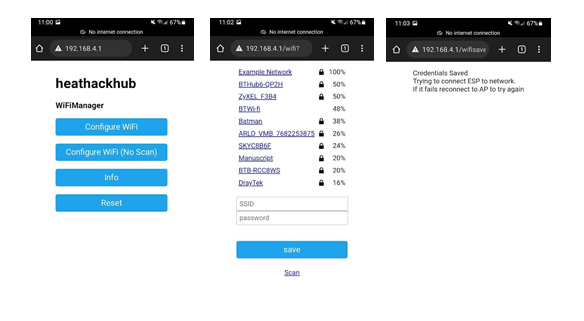 11:00 67%
No internet connection
192.168.4.1 + 1
heathackhub
WiFiManager
Configure WiFi
Configure WiFi (No Scan)
Info
Reset
11:02 67%
No internet connection
192.168.4.1/wifi? + 1
Example Network 100%
BTHub6-QP2H 50%
ZyXEL_F3B4 50%
BTWi-fi 48%
Batman 38%
ARLO_VMB_7682253875 26%
SKYC8B6F 24%
Manuscript 20%
BTB-RCC8WS 20%
DrayTek 16%
SSID
password
save
Scan
11:03 67%
No internet connection
192.168.4.1/wifisave + 1
Credentials Saved
Trying to connect ESP to network.
If it fails reconnect to AP to try again